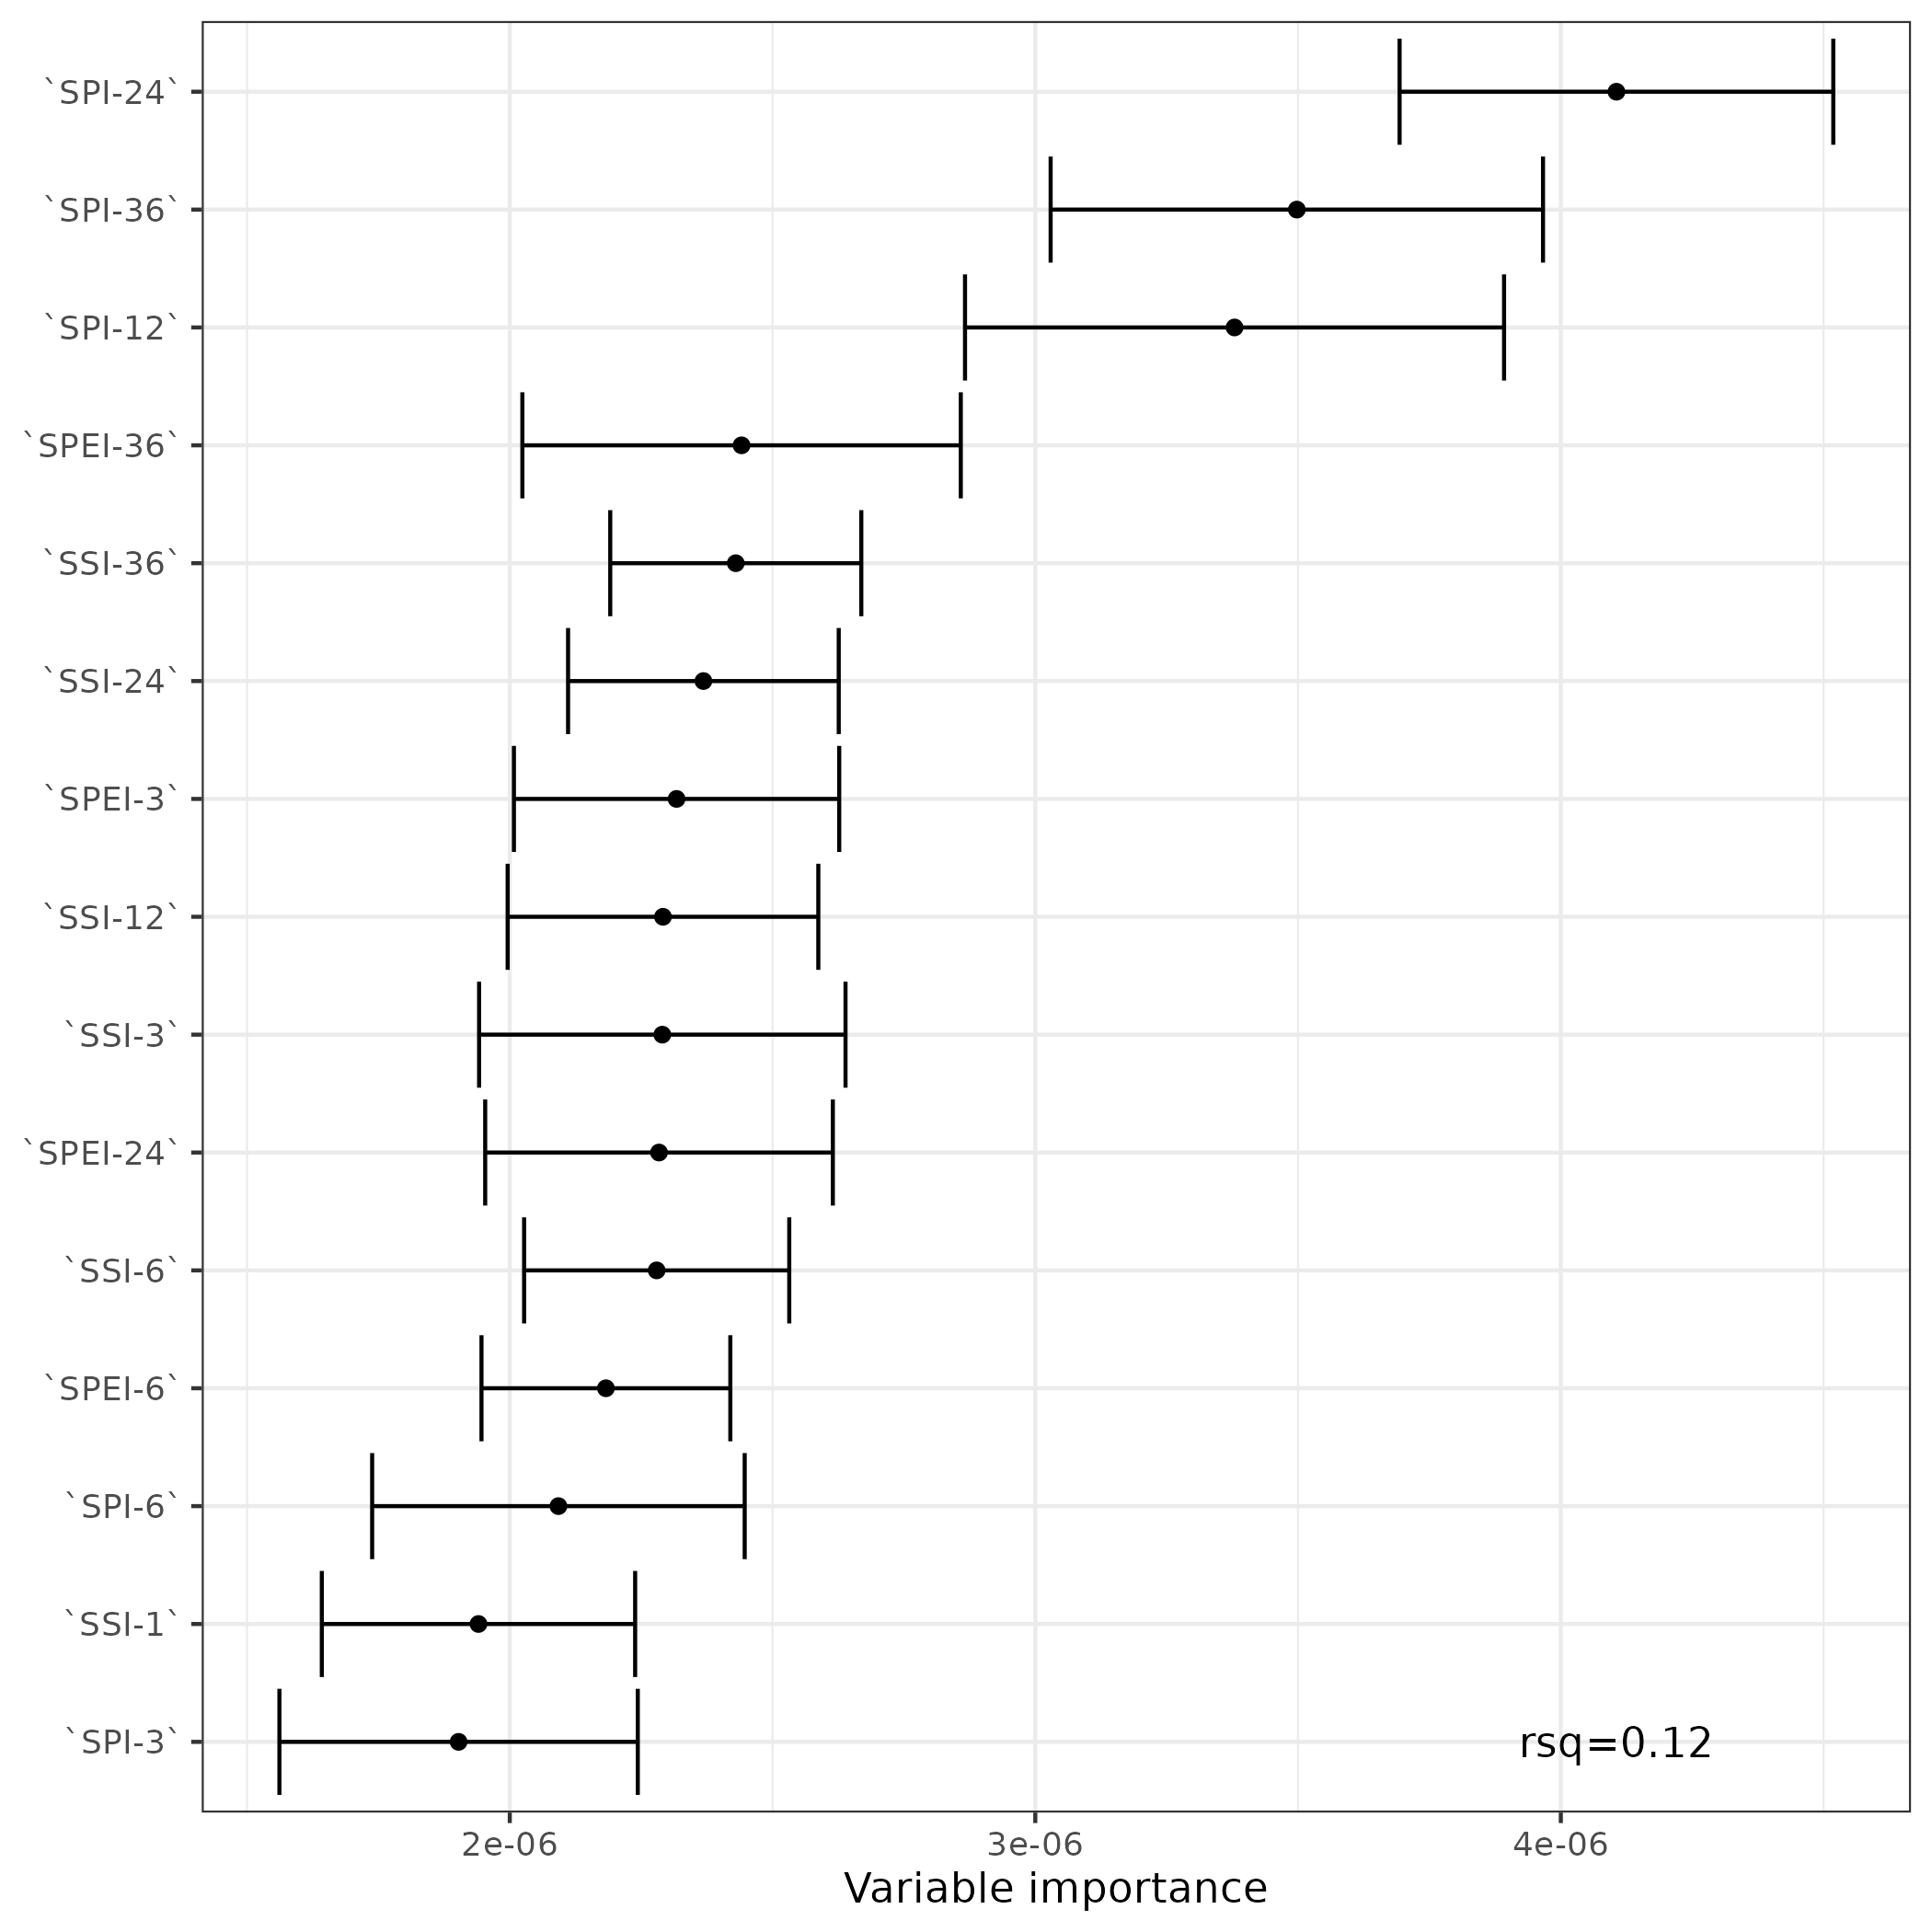 `SPI-24`
`SPI-36`
`SPI-12`
`SPEI-36`
`SSI-36`
`SSI-24`
`SPEI-3`
`SSI-12`
`SSI-3`
`SPEI-24`
`SSI-6`
`SPEI-6`
`SPI-6`
`SSI-1`
`SPI-3`
rsq=0.12
2e-06 3e-06 4e-06
Variable importance